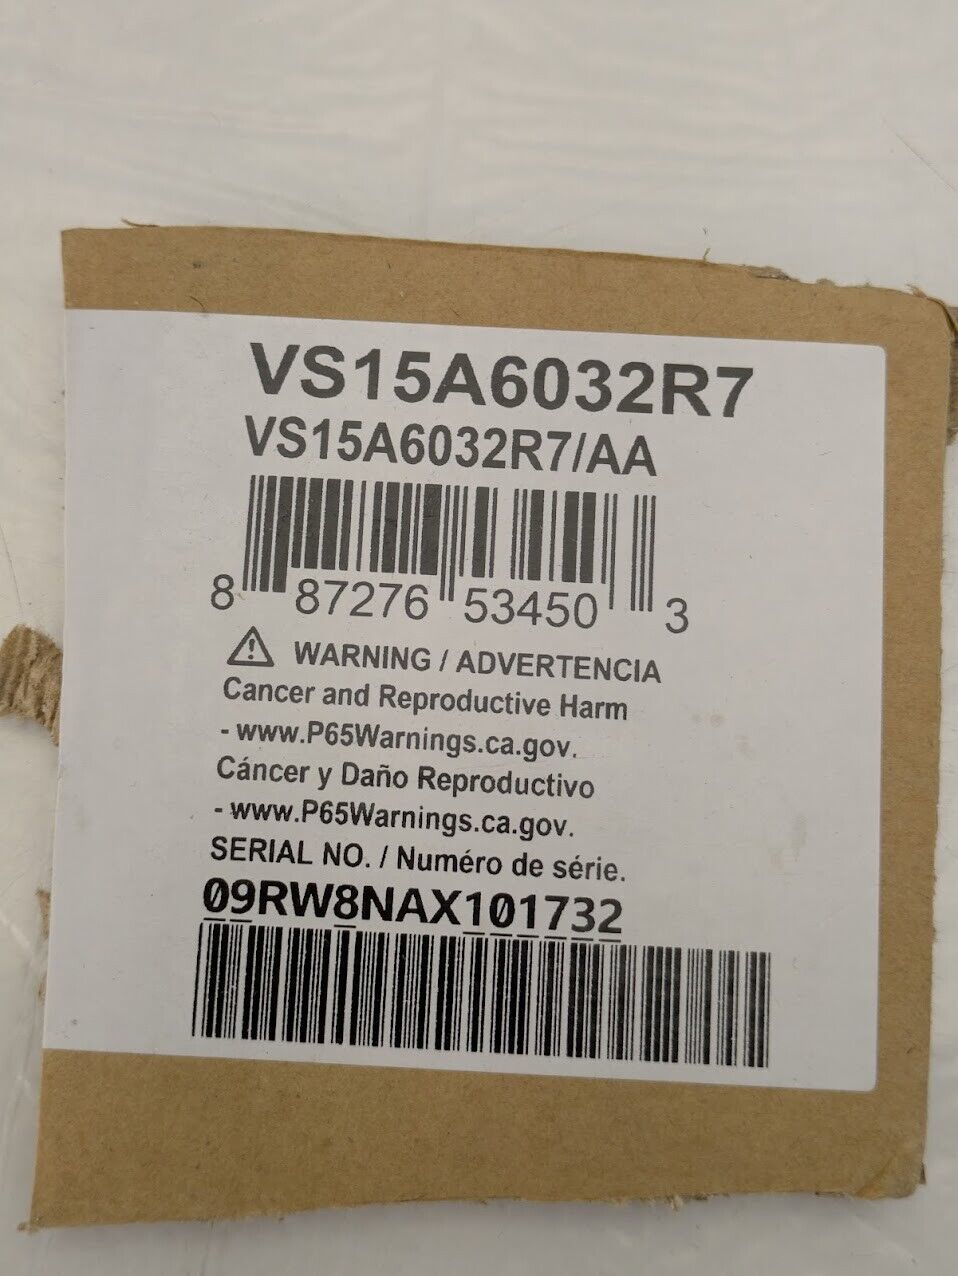 VS15A6032R7
VS15A6032R7/AA
8 87276 53450 3
⚠ WARNING / ADVERTENCIA
Cancer and Reproductive Harm
- www.P65Warnings.ca.gov.
Cáncer y Daño Reproductivo
- www.P65Warnings.ca.gov.
SERIAL NO. / Numéro de série.
09RW8NAX101732